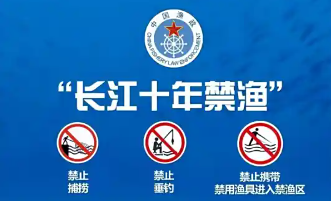 中国渔政
CHINA FISHERY LAW ENFORCEMENT
“长江十年禁渔”
禁止
捕捞
禁止
垂钓
禁止携带
禁用渔具进入禁渔区